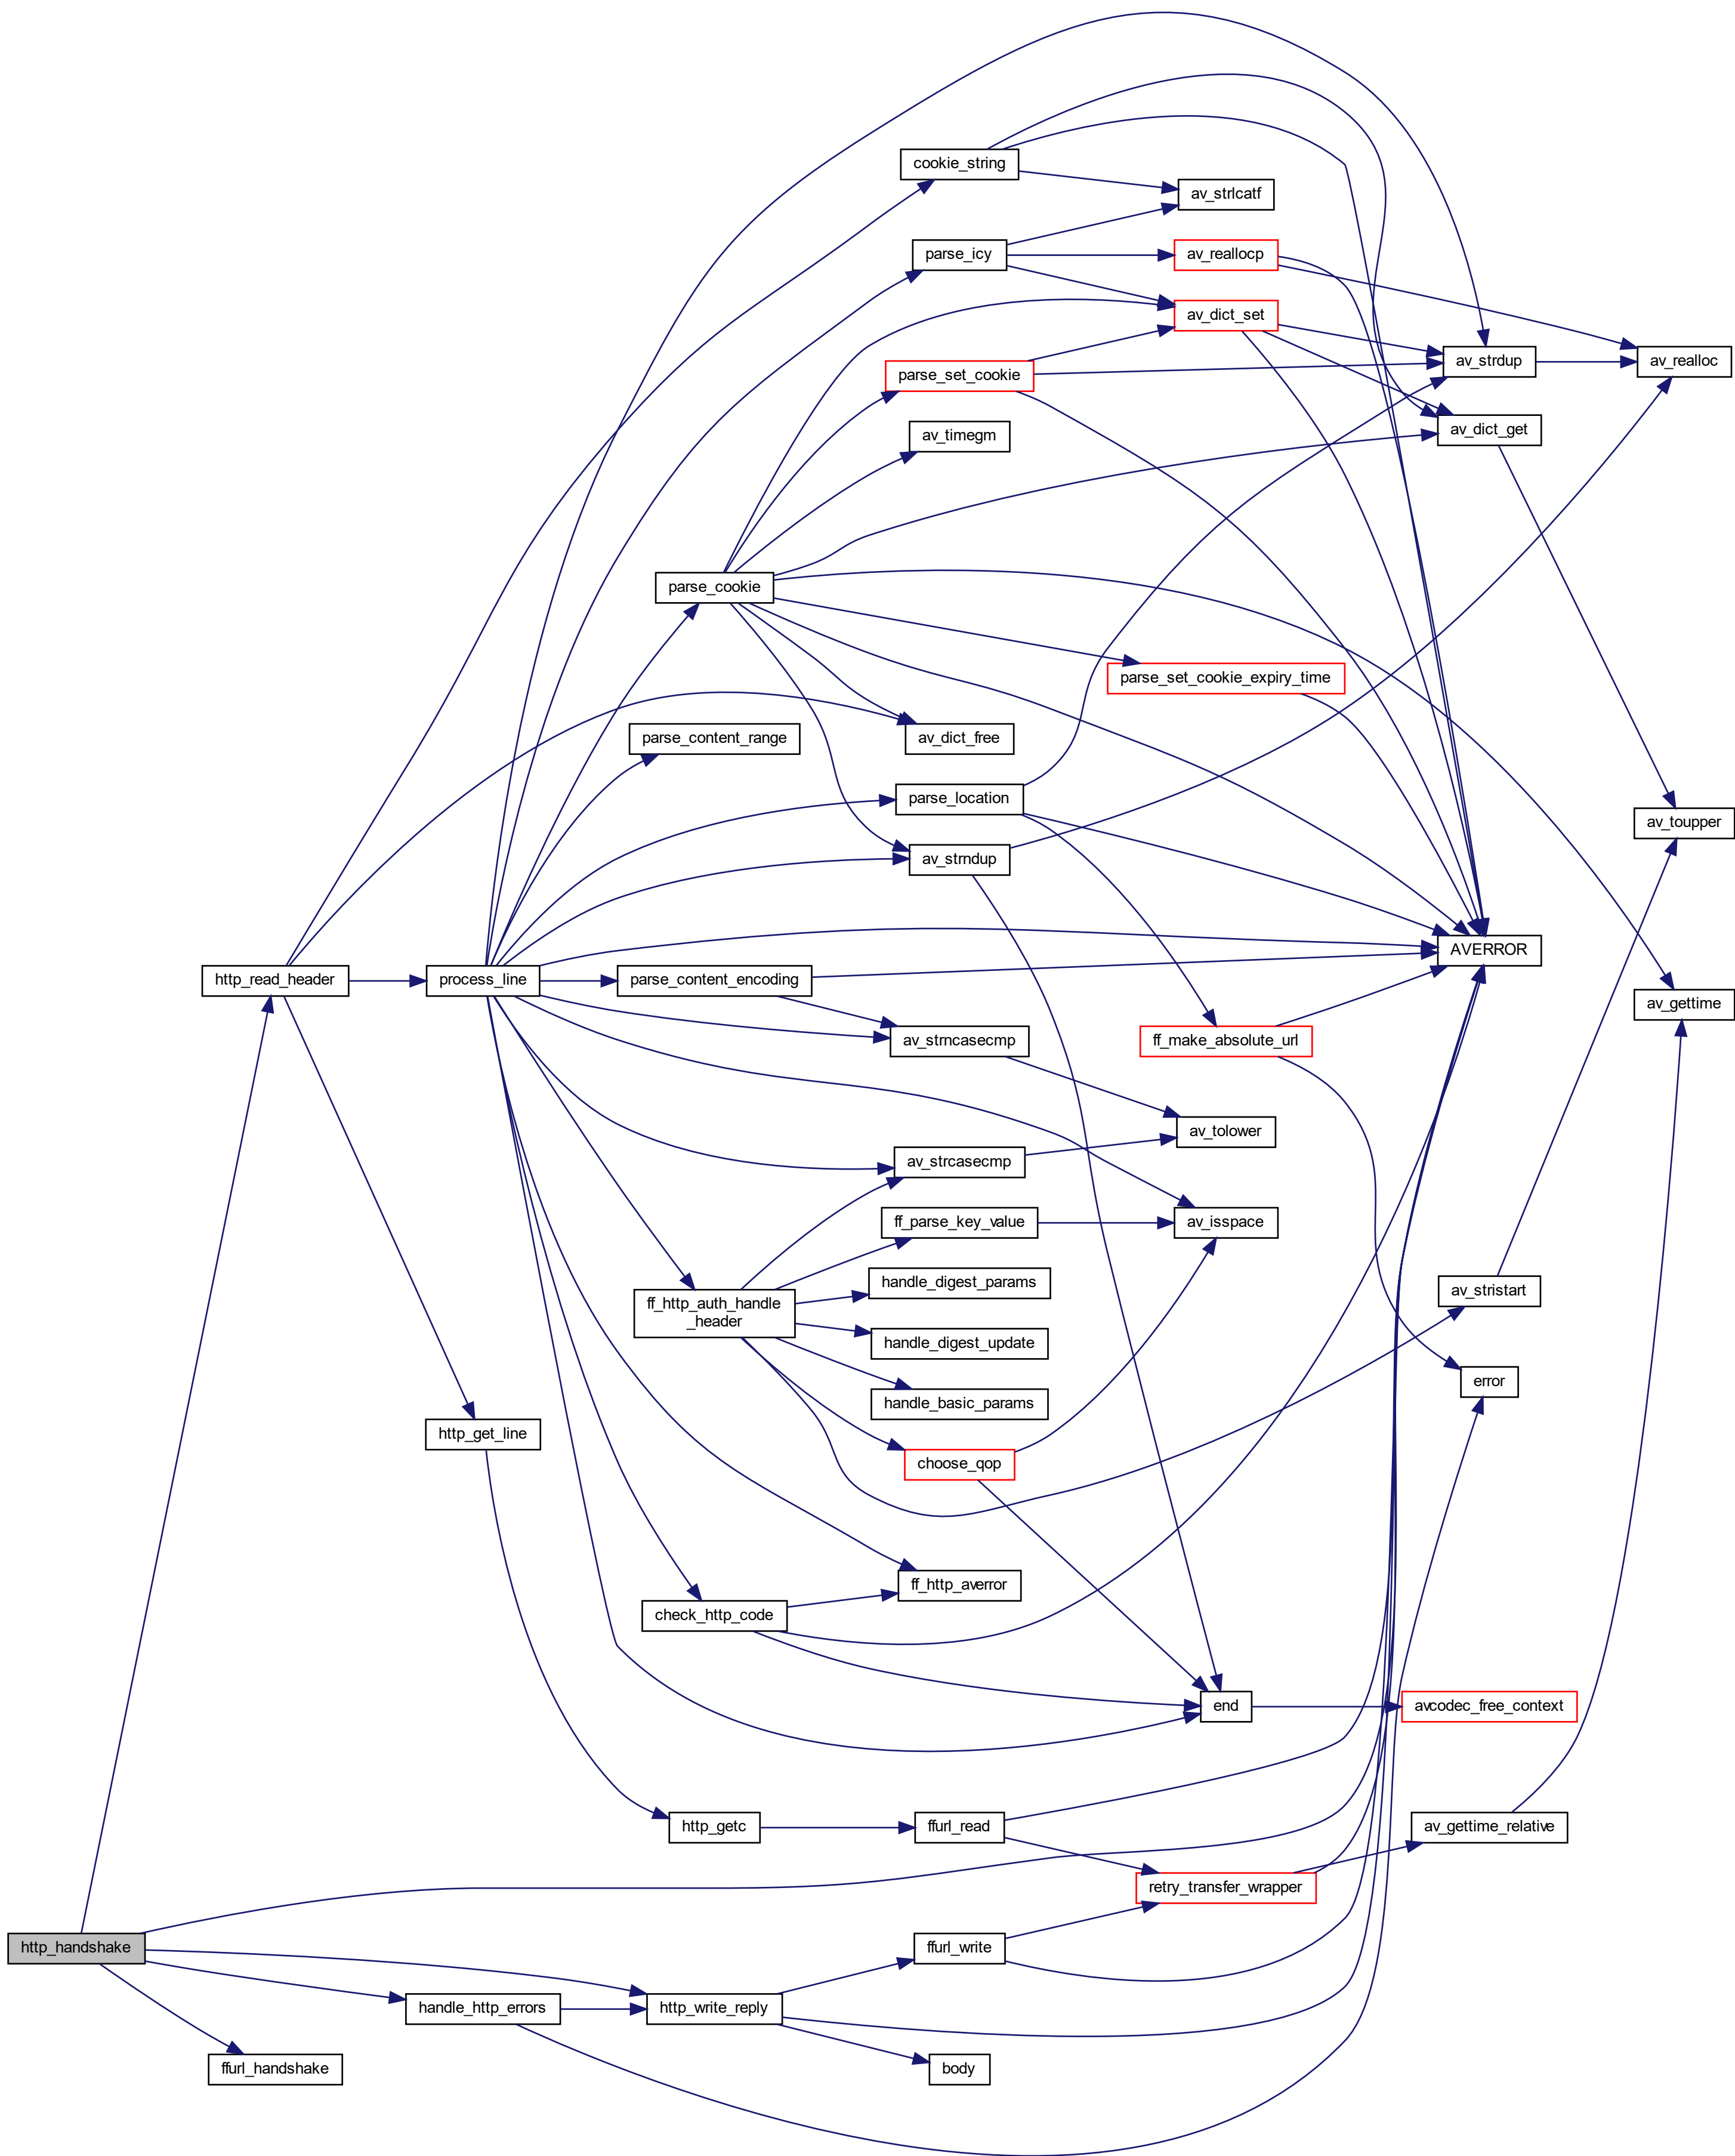 cookie_string
av_strlcatf
parse_icy
av_reallocp
av_dict_set
av_strdup
av_realloc
parse_set_cookie
av_timegm
av_dict_get
parse_cookie
parse_set_cookie_expiry_time
parse_content_range
av_dict_free
parse_location
av_toupper
av_strndup
AVERROR
http_read_header
process_line
parse_content_encoding
av_gettime
av_strncasecmp
ff_make_absolute_url
av_tolower
av_strcasecmp
ff_parse_key_value
av_isspace
handle_digest_params
av_stristart
ff_http_auth_handle
_header
handle_digest_update
error
handle_basic_params
http_get_line
choose_qop
ff_http_averror
check_http_code
end
avcodec_free_context
http_getc
ffurl_read
av_gettime_relative
retry_transfer_wrapper
http_handshake
ffurl_write
handle_http_errors
http_write_reply
ffurl_handshake
body